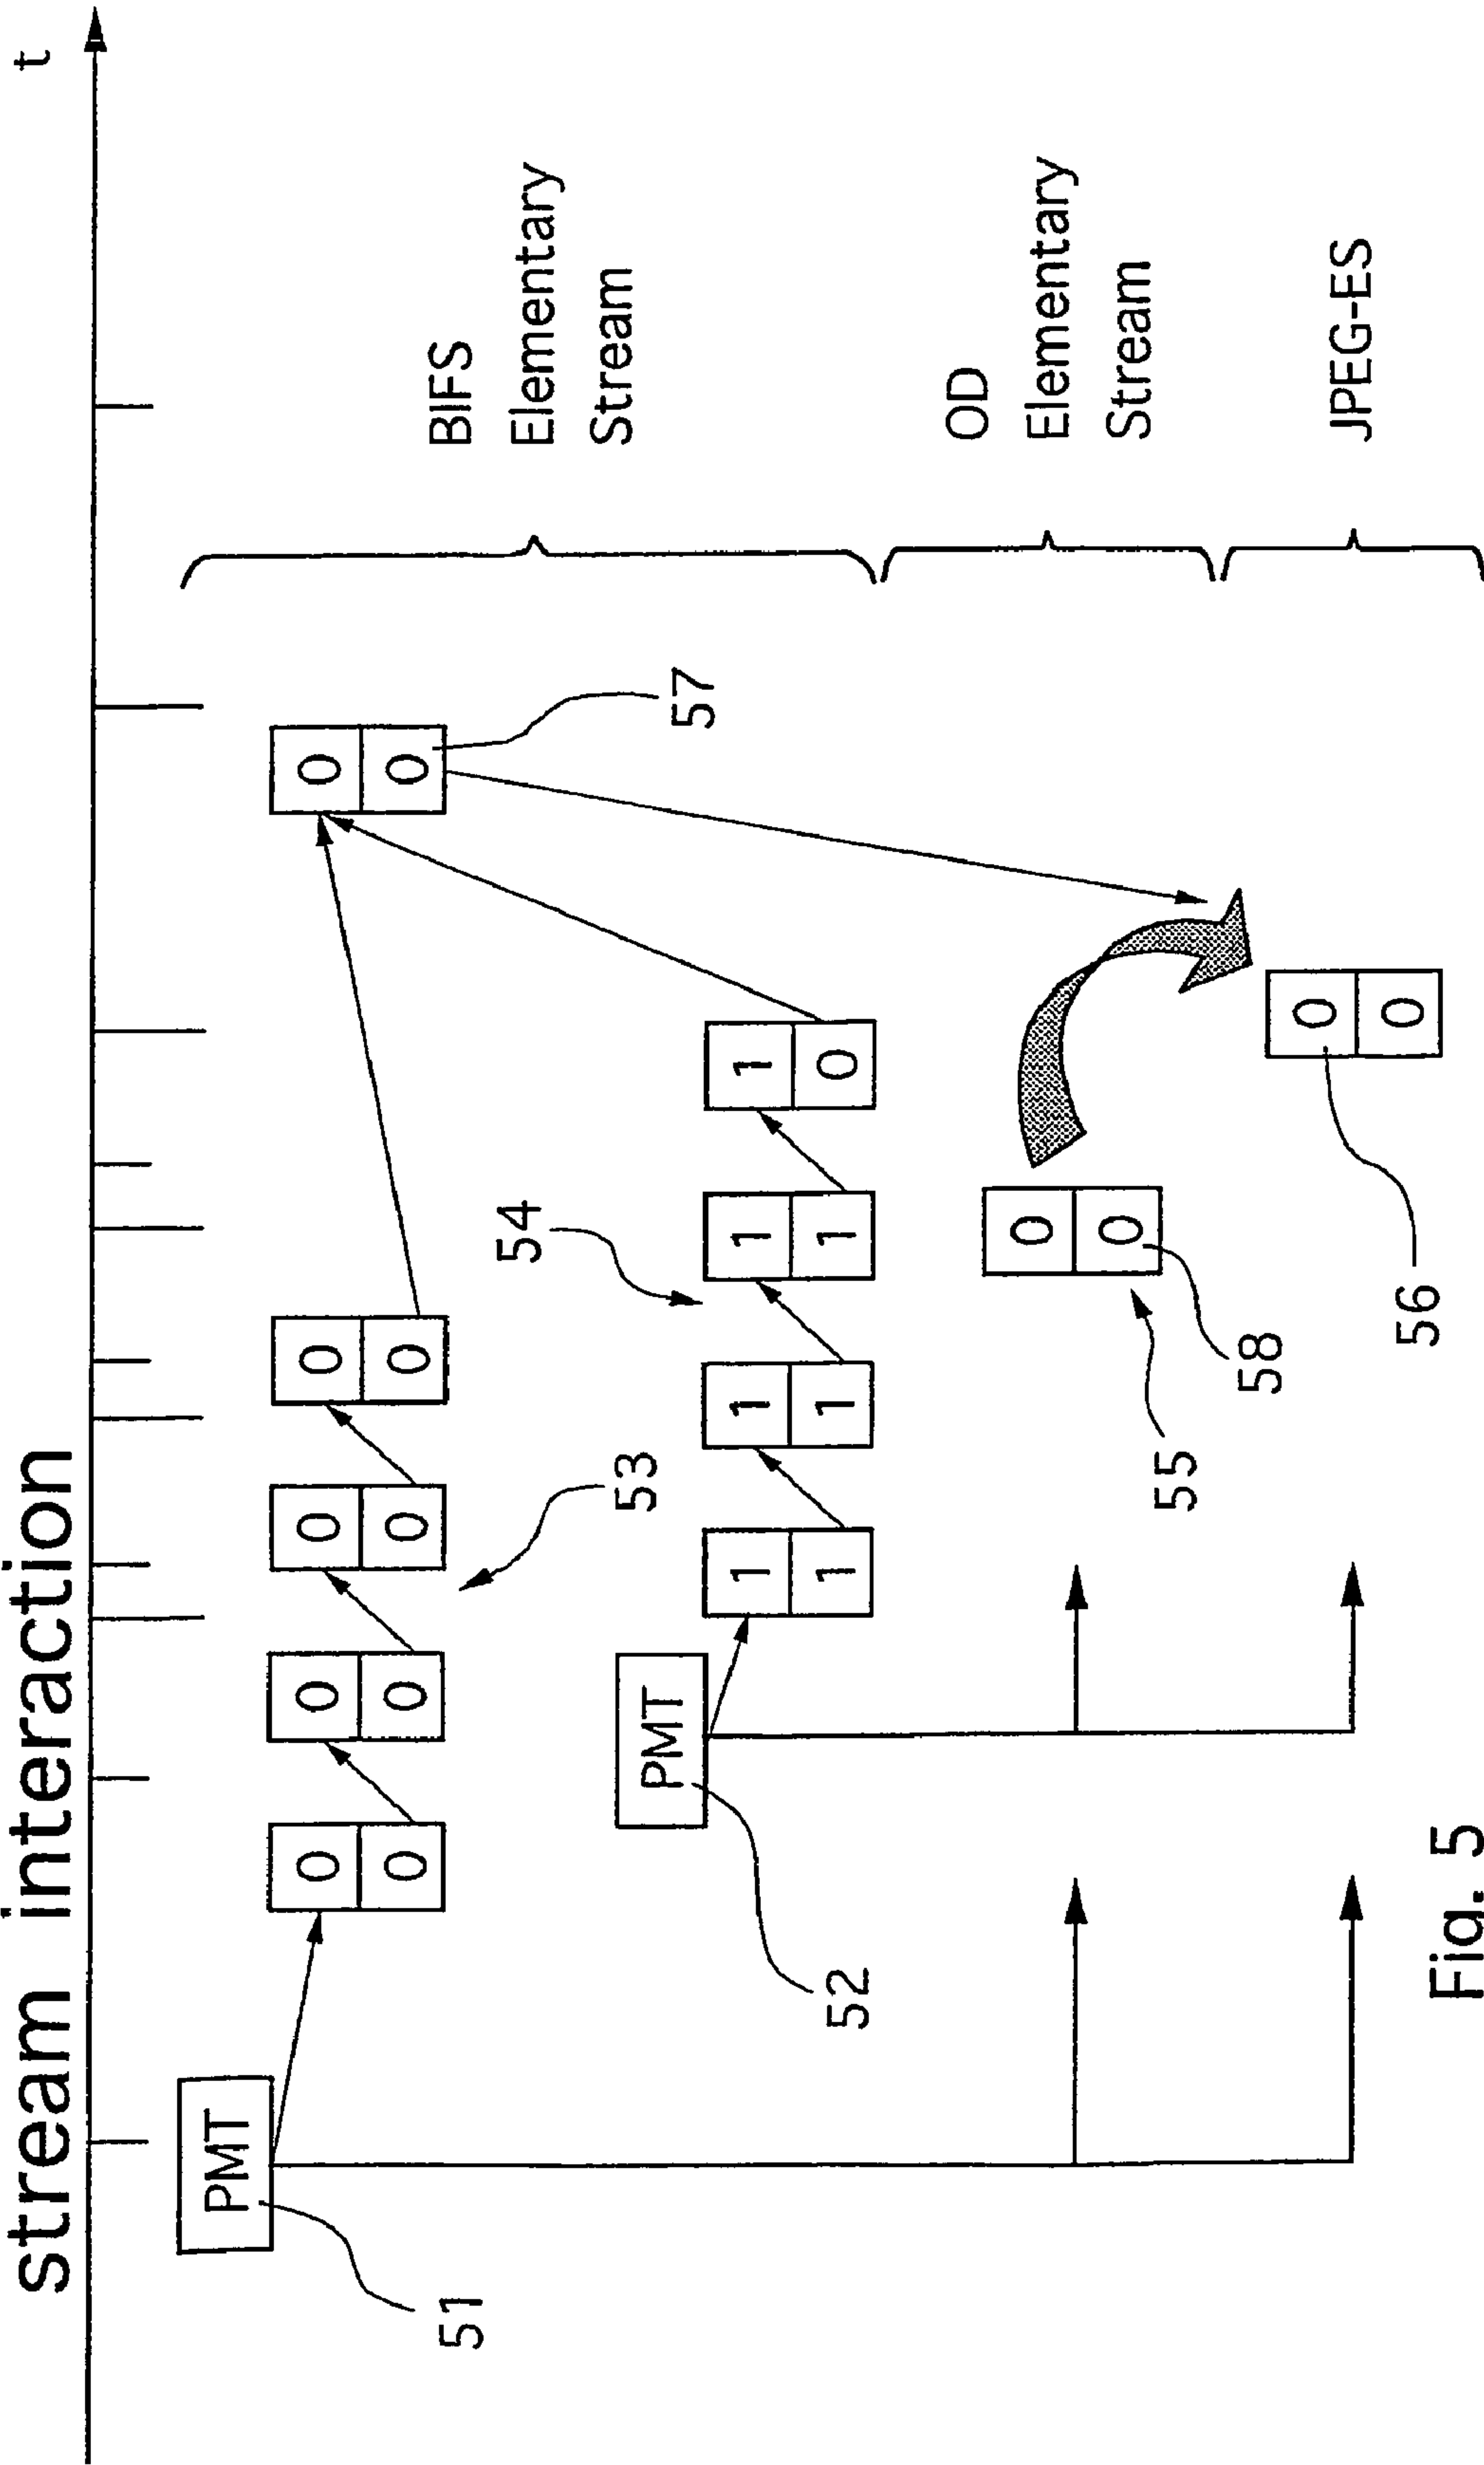 stream interaction
t
PMT
51
0 0 0 0 0
0 0 0 0 0
53
57
BIFS
Elementary
Stream
PMT
52
54
1 1 1 1
1 1 1 0
OD
Elementary
Stream
0
0
55
58
JPEG-ES
0
0
56
Fig. 5